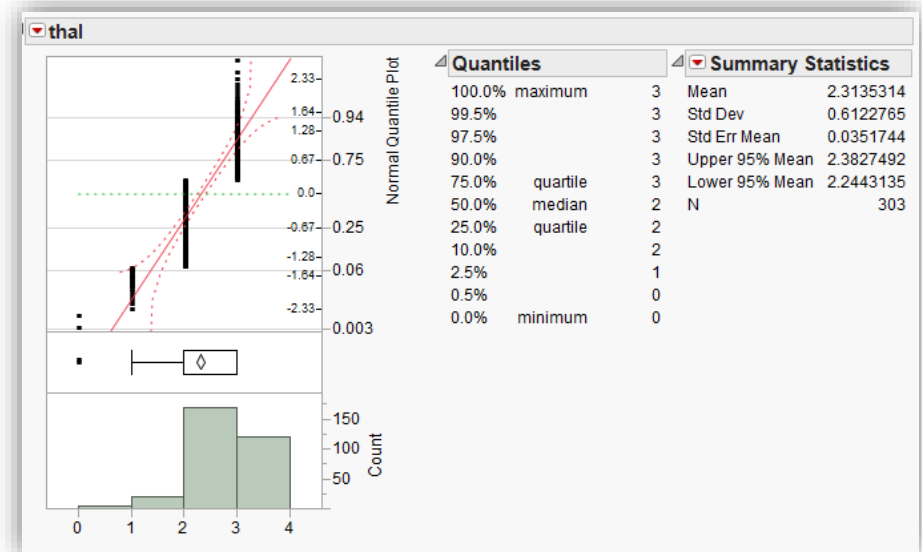 thal
2.33
1.64
1.28
0.67
0.0
-0.67
-1.28
-1.64
-2.33
0.94
0.75
0.25
0.06
0.003
Normal Quantile Plot
150
100
50
Count
0 1 2 3 4
Quantiles
100.0% maximum 3
99.5% 3
97.5% 3
90.0% 3
75.0% quartile 3
50.0% median 2
25.0% quartile 2
10.0% 2
2.5% 1
0.5% 0
0.0% minimum 0
Summary Statistics
Mean 2.3135314
Std Dev 0.6122765
Std Err Mean 0.0351744
Upper 95% Mean 2.3827492
Lower 95% Mean 2.2443135
N 303